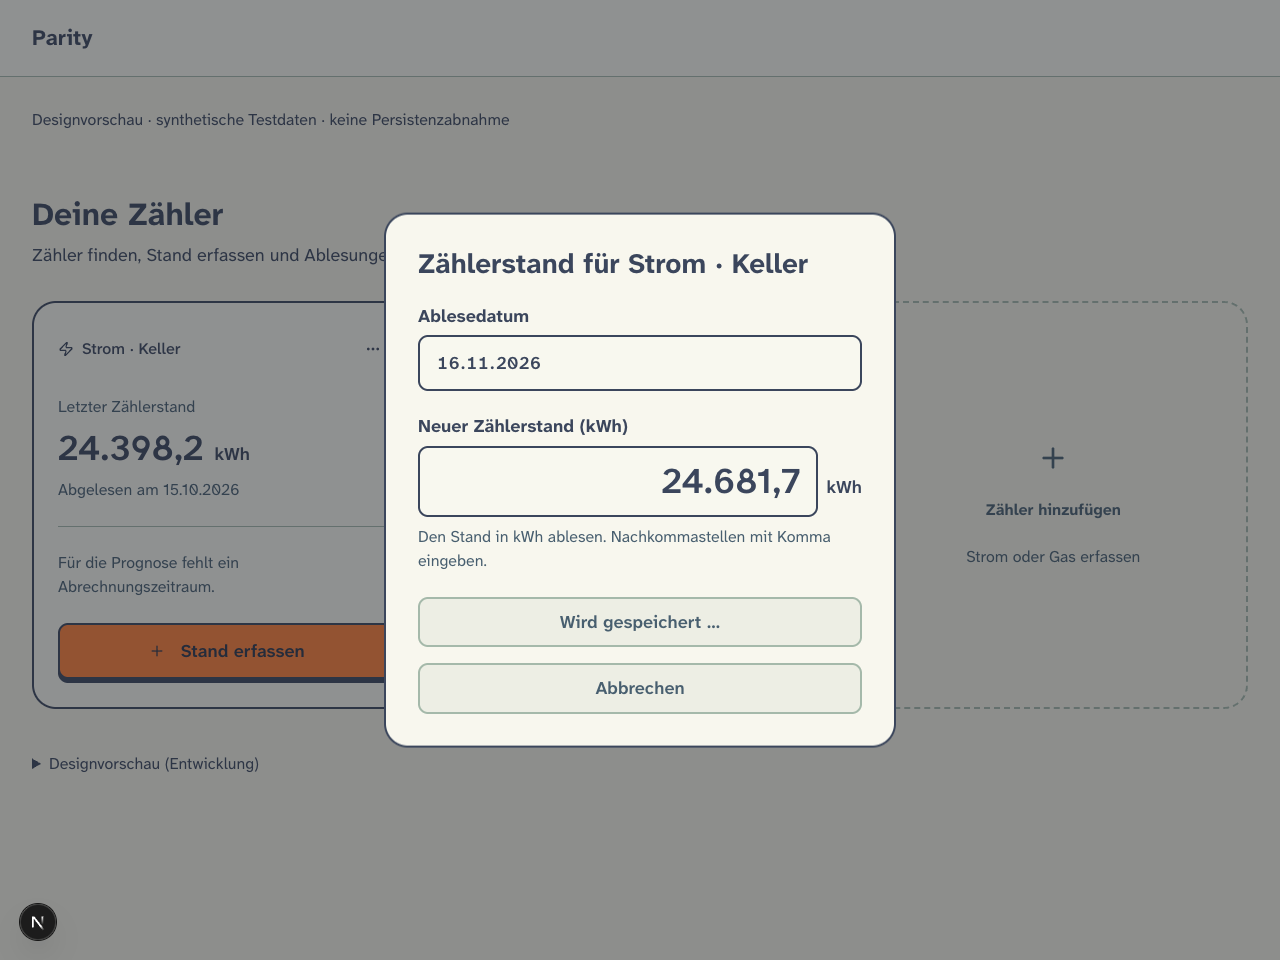 Parity
Designvorschau · synthetische Testdaten · keine Persistenzabnahme
Deine Zähler
Zähler finden, Stand erfassen und Ablesunge
Strom · Keller
...
Letzter Zählerstand
24.398,2 kWh
Abgelesen am 15.10.2026
Für die Prognose fehlt ein
Abrechnungszeitraum.
+ Stand erfassen
Zählerstand für Strom · Keller
Ablesedatum
16.11.2026
Neuer Zählerstand (kWh)
24.681,7 kWh
Den Stand in kWh ablesen. Nachkommastellen mit Komma
eingeben.
Wird gespeichert ...
Abbrechen
+
Zähler hinzufügen
Strom oder Gas erfassen
Designvorschau (Entwicklung)
N